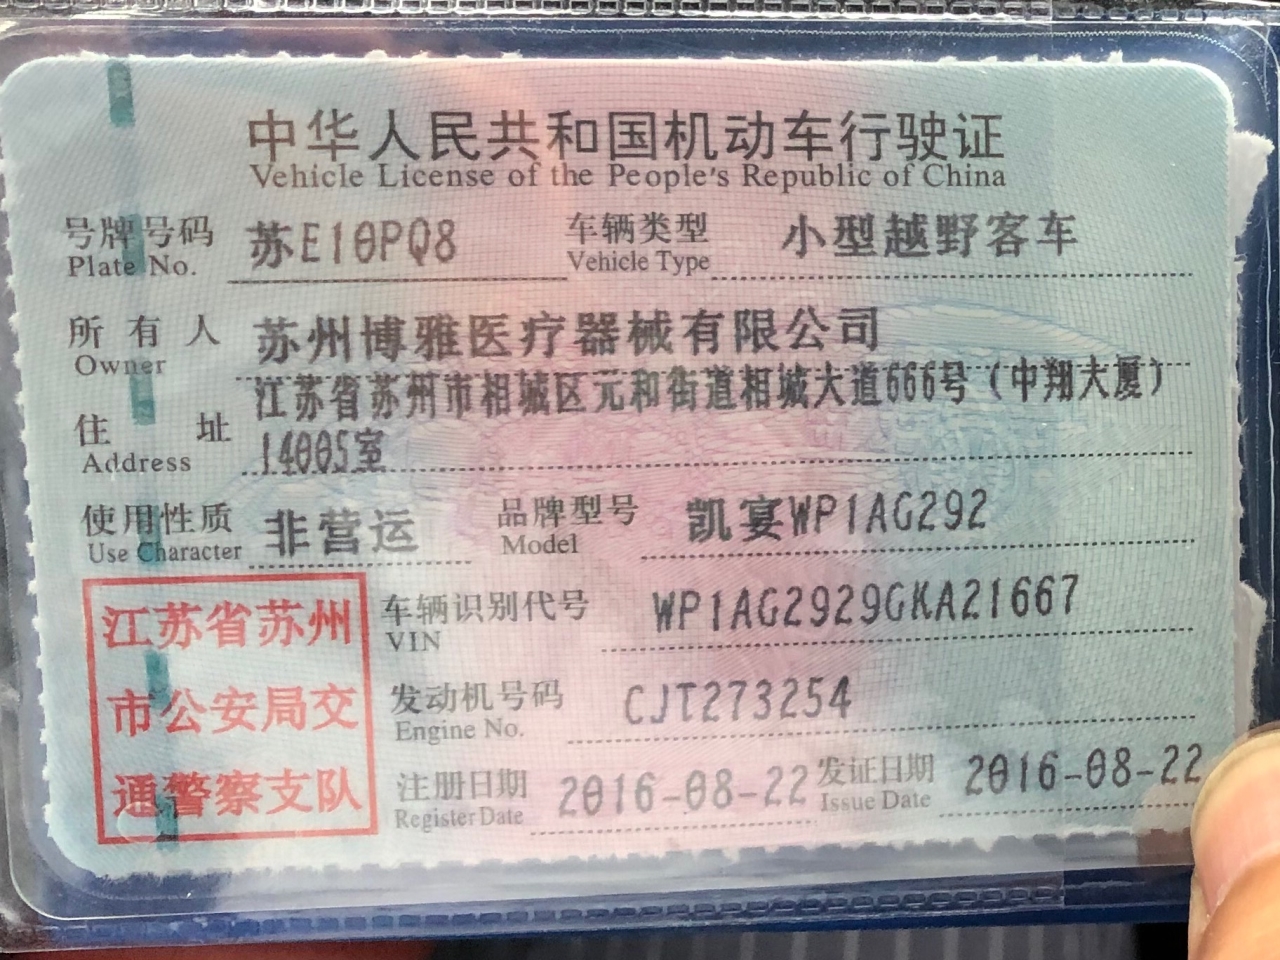 中华人民共和国机动车行驶证
Vehicle License of the People's Republic of China
号牌号码 苏E10PQ8 车辆类型 小型越野客车
Plate No. Vehicle Type
所有人 苏州博雅医疗器械有限公司
Owner
江苏省苏州市相城区元和街道相城大道666号（中翔大厦）
住址 1400S室
Address
使用性质 非营运 品牌型号 凯宴WP1AG292
Use Character Model
江苏省苏州
市公安局交
通警察支队
车辆识别代号 WP1AG2929GKA21667
VIN
发动机号码 CJT273254
Engine No.
注册日期 2016-08-22 发证日期 2016-08-22
Register Date Issue Date